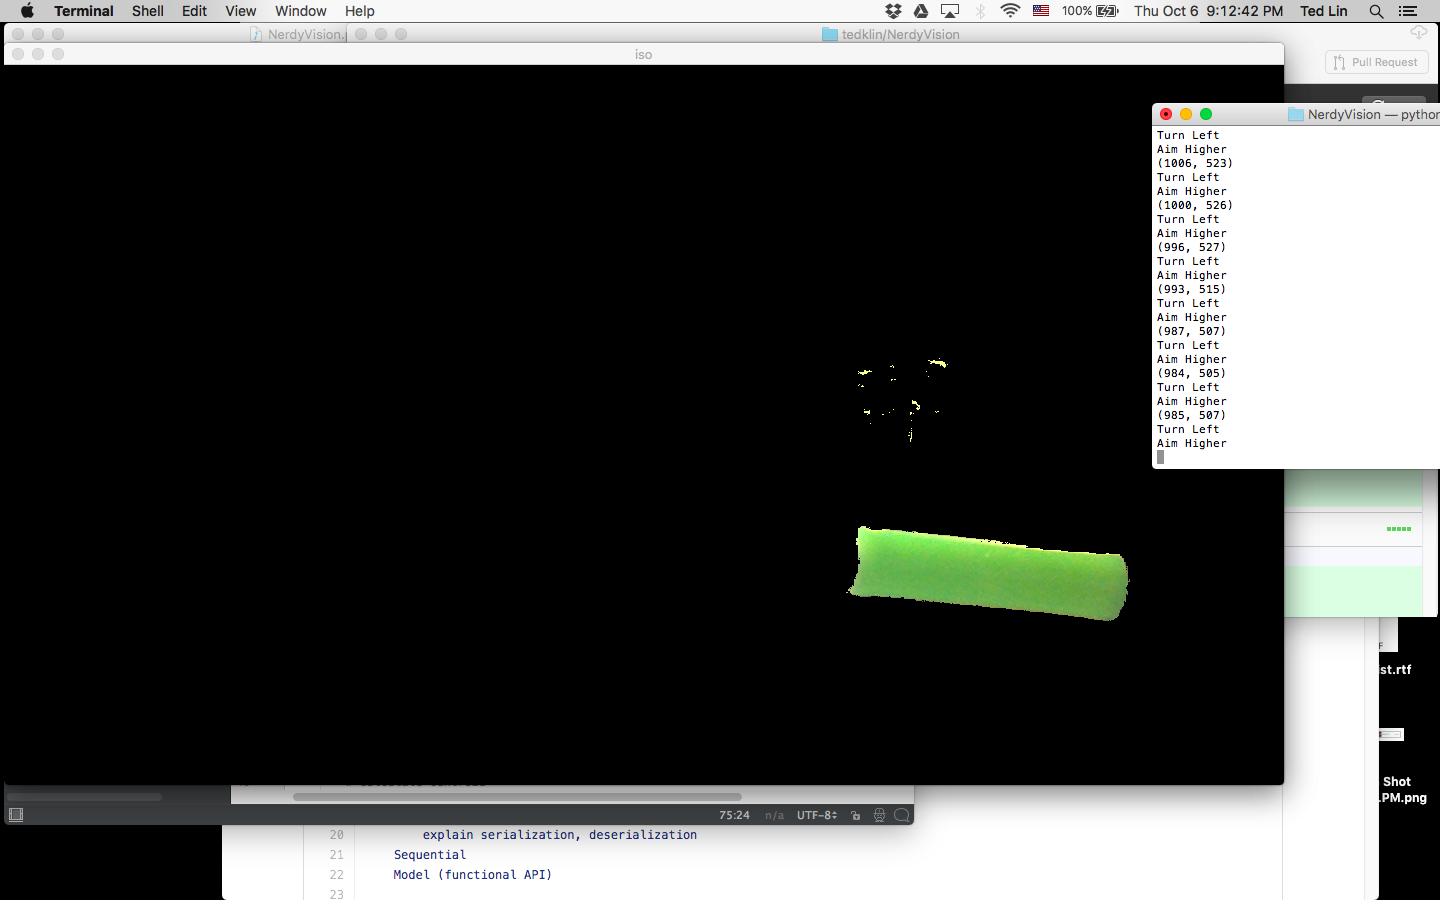 Terminal Shell Edit View Window Help 100% Thu Oct 6 9:12:42 PM Ted Lin
NerdyVision.
tedklin/NerdyVision
iso
Pull Request
NerdyVision — python
Turn Left
Aim Higher
(1006, 523)
Turn Left
Aim Higher
(1000, 526)
Turn Left
Aim Higher
(996, 527)
Turn Left
Aim Higher
(993, 515)
Turn Left
Aim Higher
(987, 507)
Turn Left
Aim Higher
(984, 505)
Turn Left
Aim Higher
(985, 507)
Turn Left
Aim Higher
F
st.rtf
Shot
.PM.png
75:24 n/a UTF-8
20 explain serialization, deserialization
21 Sequential
22 Model (functional API)
23